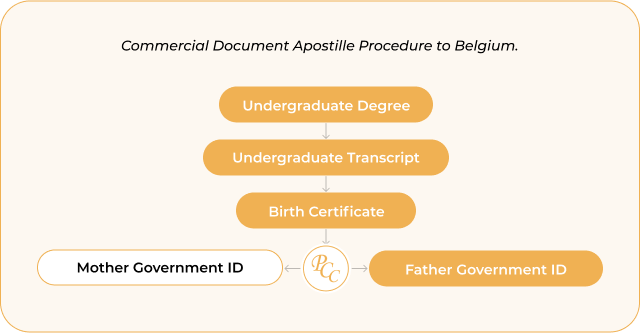 Commercial Document Apostille Procedure to Belgium.
Undergraduate Degree
Undergraduate Transcript
Birth Certificate
Mother Government ID
PCC
Father Government ID